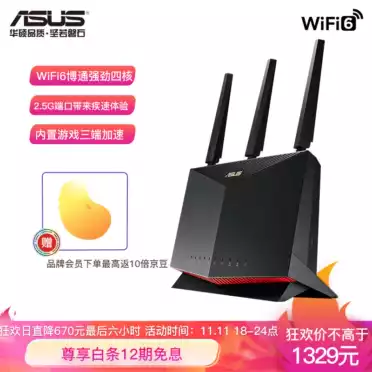 ASUS
华硕品质·坚若磐石
WiFi6
WiFi6博通强劲四核
2.5G端口带来疾速体验
内置游戏三端加速
赠
品牌会员下单最高返10倍京豆
狂欢日直降670元最后六小时 活动时间：11.11 18-24点
尊享白条12期免息
狂欢价不高于
1329元